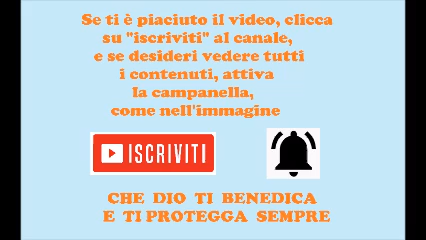 Se ti è piaciuto il video, clicca
su "iscriviti" al canale,
e se desideri vedere tutti
i contenuti, attiva
la campanella,
come nell'immagine
ISCRIVITI
CHE DIO TI BENEDICA
E TI PROTEGGA SEMPRE